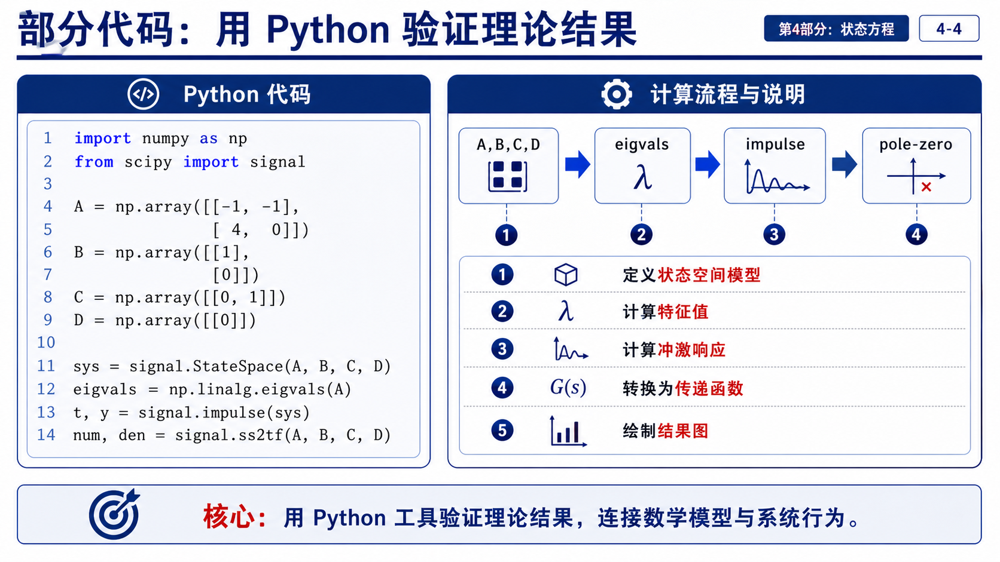 部分代码：用 Python 验证理论结果
第4部分：状态方程
4-4
Python 代码
1 import numpy as np
2 from scipy import signal
3
4 A = np.array([[-1, -1],
5 [ 4, 0]])
6 B = np.array([[1],
7 [0]])
8 C = np.array([[0, 1]])
9 D = np.array([[0]])
10
11 sys = signal.StateSpace(A, B, C, D)
12 eigvals = np.linalg.eigvals(A)
13 t, y = signal.impulse(sys)
14 num, den = signal.ss2tf(A, B, C, D)
计算流程与说明
A,B,C,D
eigvals
λ
impulse
pole-zero
1 2 3 4
1 定义状态空间模型
2 λ 计算特征值
3 计算冲激响应
4 G(s) 转换为传递函数
5 绘制结果图
核心：用 Python 工具验证理论结果，连接数学模型与系统行为。